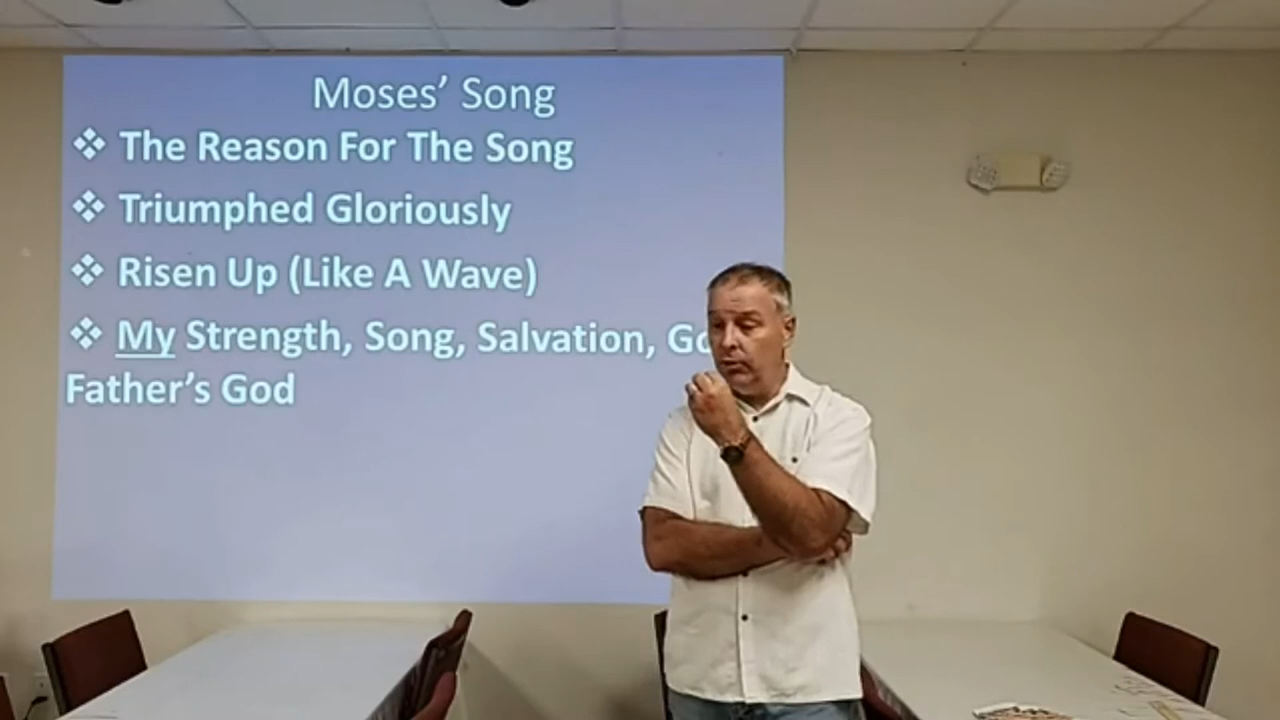 Moses' Song
❖ The Reason For The Song
❖ Triumphed Gloriously
❖ Risen Up (Like A Wave)
❖ My Strength, Song, Salvation,
Father's God